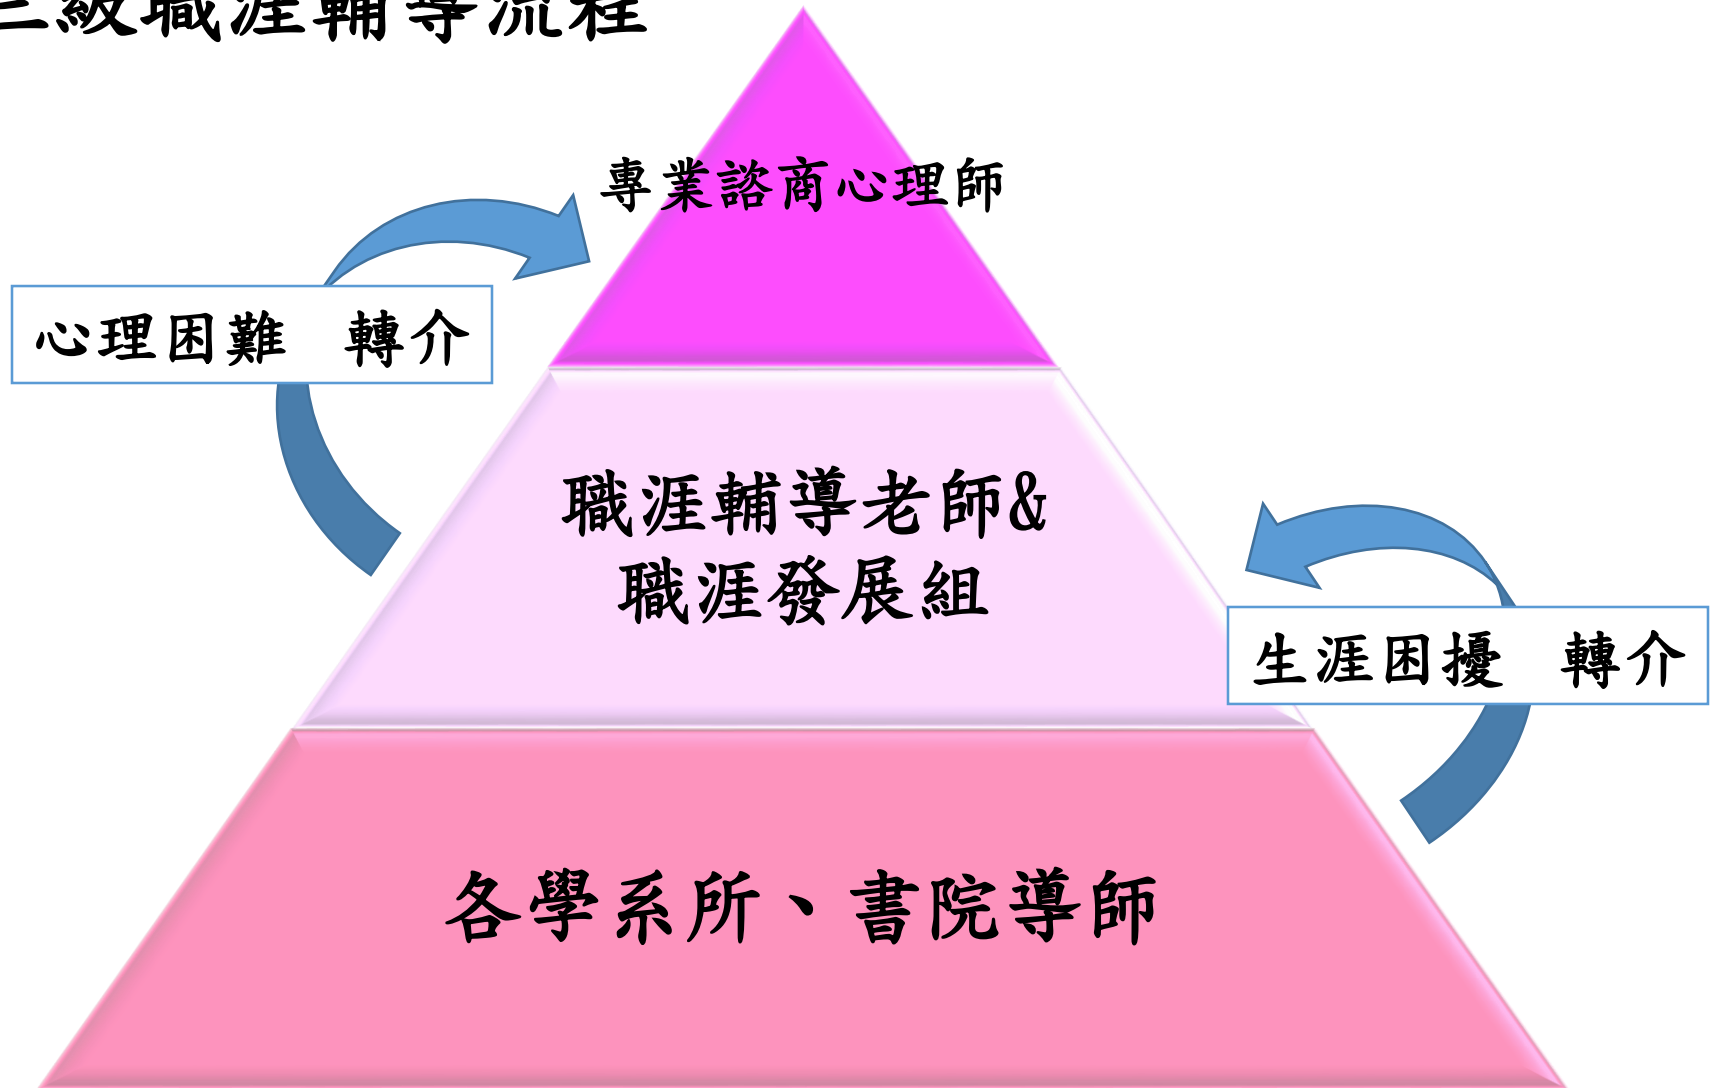 三級職涯輔導流程
專業諮商心理師
心理困難 轉介
職涯輔導老師&
職涯發展組
生涯困擾 轉介
各學系所、書院導師